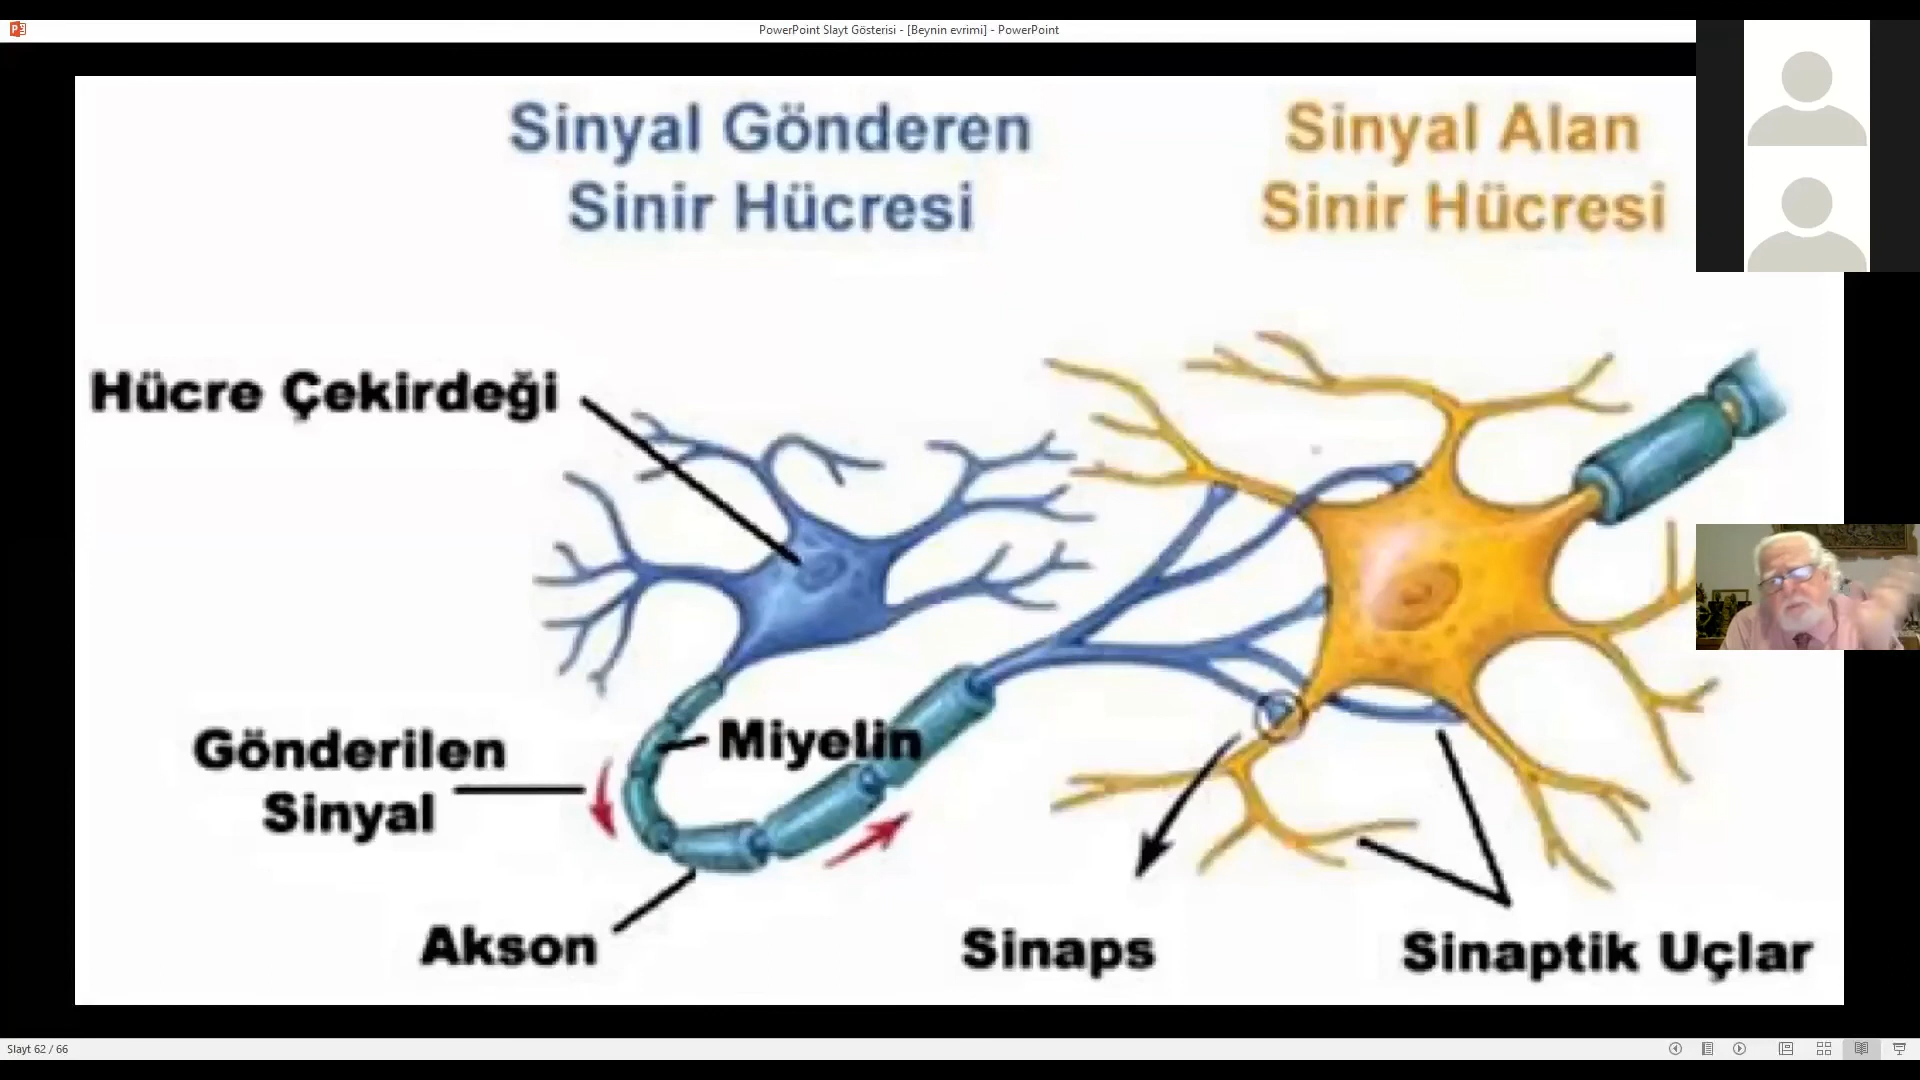 PowerPoint Slayt Gösterisi - [Beynin evrimi] - PowerPoint
Sinyal Gönderen
Sinir Hücresi
Sinyal Alan
Sinir Hücresi
Hücre Çekirdeği
Gönderilen
Sinyal
Miyelin
Akson
Sinaps
Sinaptik Uçlar
Slayt 62 / 66